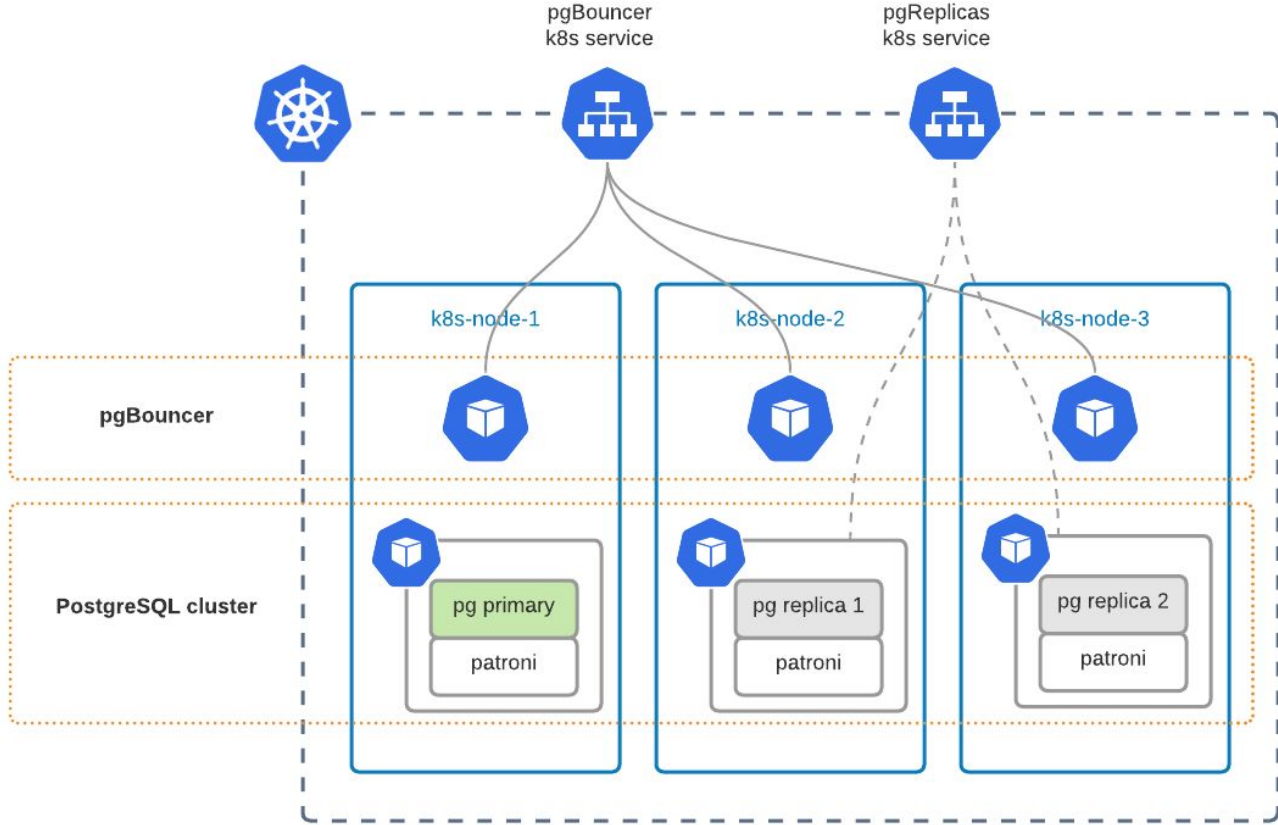 pgBouncer
k8s service
pgReplicas
k8s service
k8s-node-1
k8s-node-2
k8s-node-3
pgBouncer
PostgreSQL cluster
pg primary
patroni
pg replica 1
patroni
pg replica 2
patroni